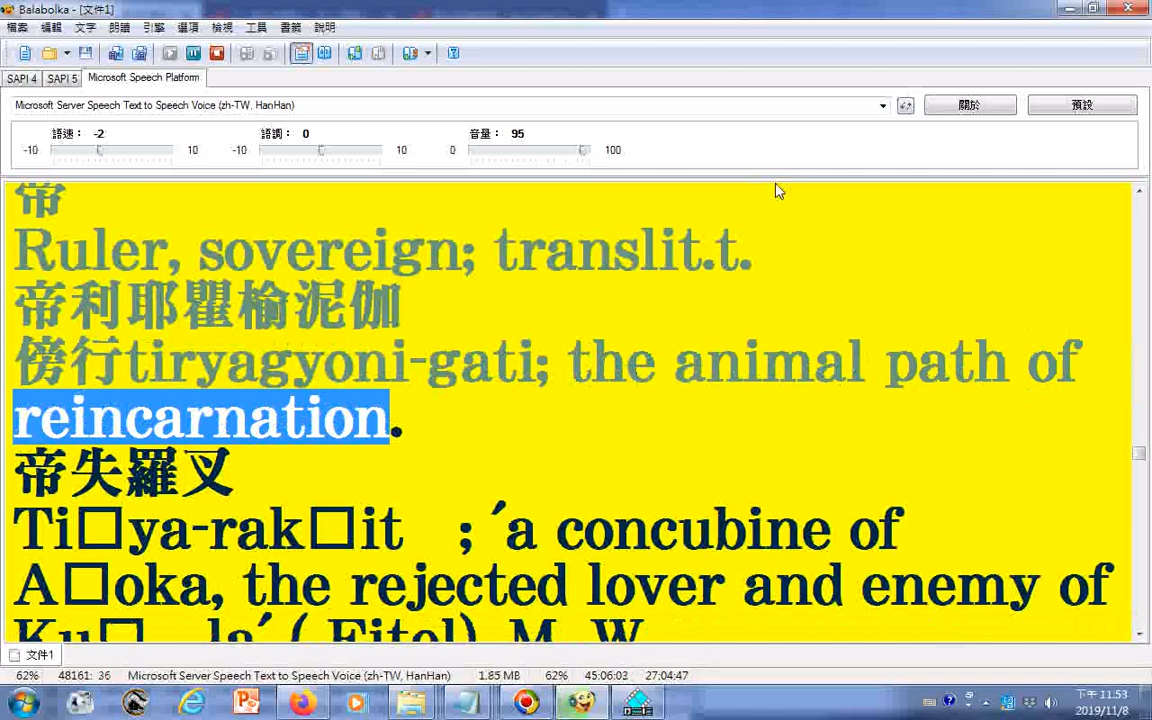 Balabolka - [文件1]
檔案 編輯 文字 朗讀 引擎 選項 檢視 工具 書籤 說明
SAPI 4 SAPI 5 Microsoft Speech Platform
Microsoft Server Speech Text to Speech Voice (zh-TW, HanHan) 關於 預設
語速： -2 語調： 0 音量： 95
-10 10 -10 10 0 100
帝
Ruler, sovereign; translit.t.
帝利耶瞿榆泥伽
傍行tiryagyoni-gati; the animal path of
reincarnation.
帝失羅叉
Ti□ya-rak□it ; ´a concubine of
A□oka, the rejected lover and enemy of
Ku□ la´( Eitel), M. W.
文件1
62% 48161: 36 Microsoft Server Speech Text to Speech Voice (zh-TW, HanHan) 1.85 MB 62% 45:06:03 27:04:47
下午 11:53
2019/11/8